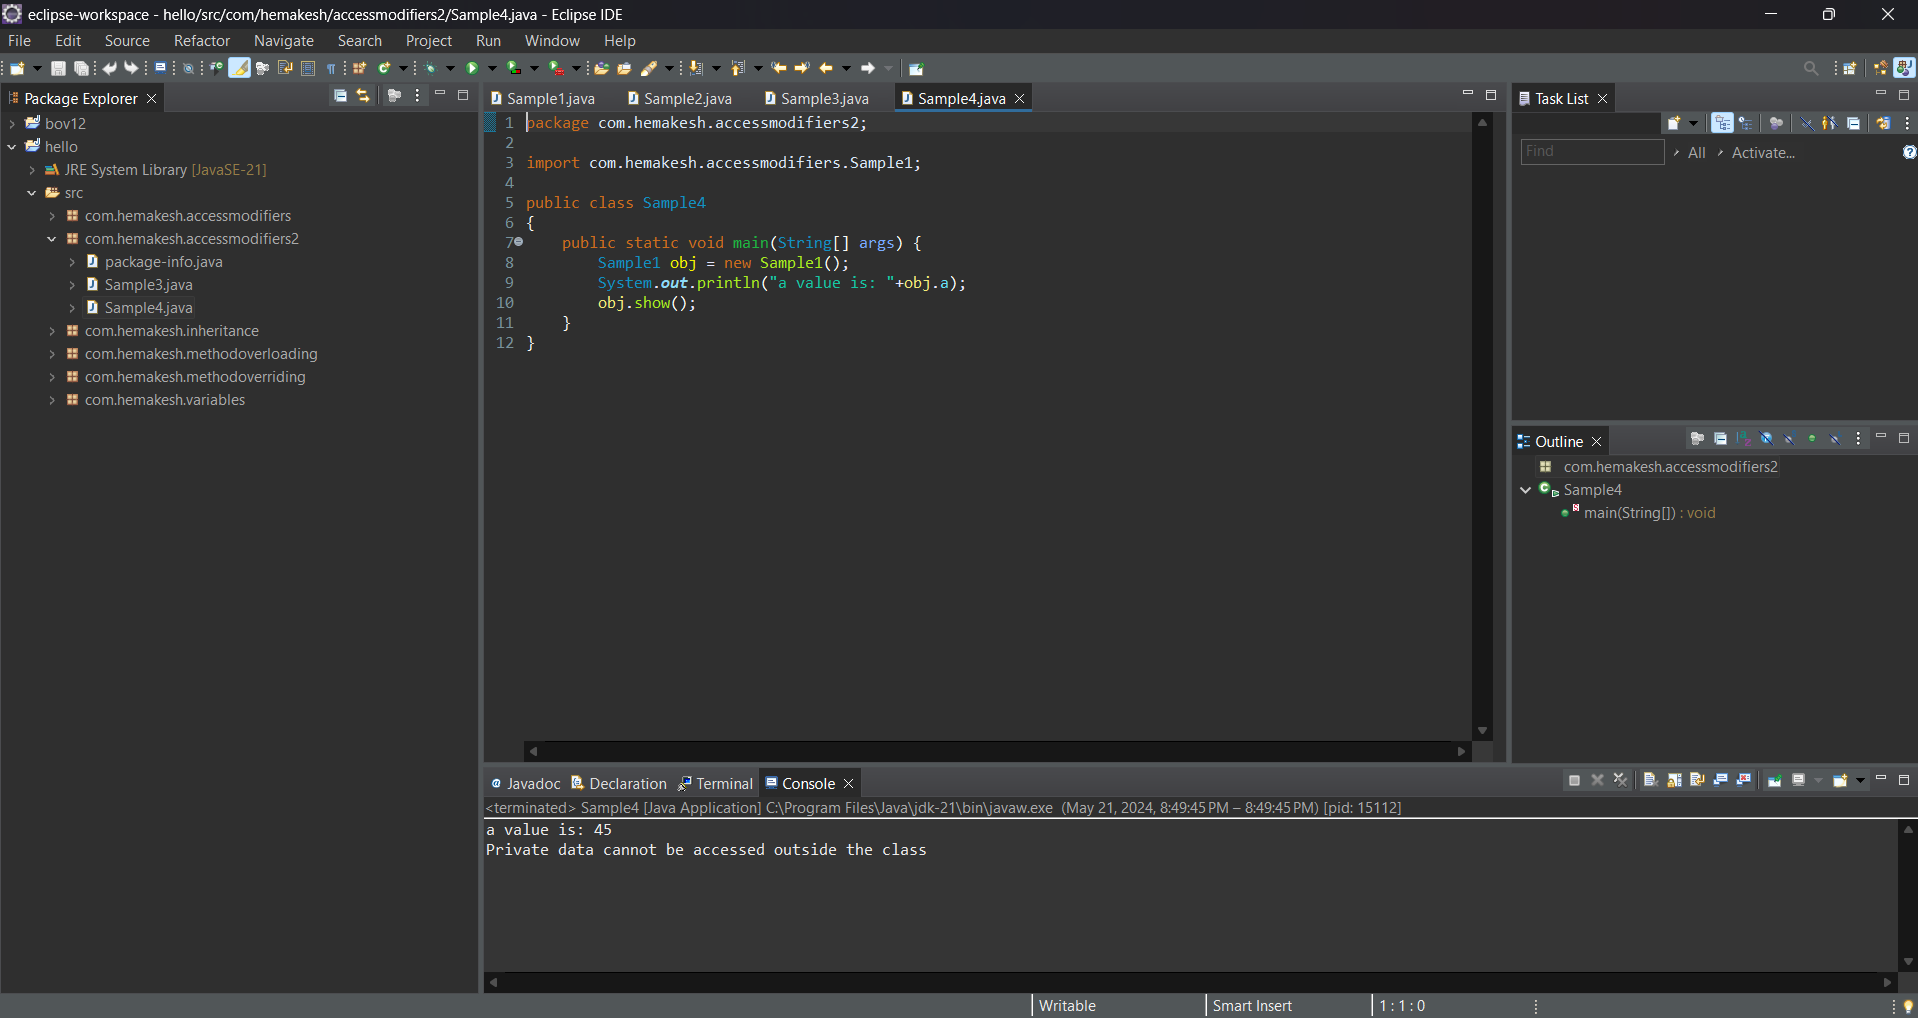 eclipse-workspace - hello/src/com/hemakesh/accessmodifiers2/Sample4.java - Eclipse IDE
File Edit Source Refactor Navigate Search Project Run Window Help
Package Explorer
bov12
hello
JRE System Library [JavaSE-21]
src
com.hemakesh.accessmodifiers
com.hemakesh.accessmodifiers2
package-info.java
Sample3.java
Sample4.java
com.hemakesh.inheritance
com.hemakesh.methodoverloading
com.hemakesh.methodoverriding
com.hemakesh.variables
Sample1.java Sample2.java Sample3.java Sample4.java
1 package com.hemakesh.accessmodifiers2;
2
3 import com.hemakesh.accessmodifiers.Sample1;
4
5 public class Sample4
6 {
7 public static void main(String[] args) {
8 Sample1 obj = new Sample1();
9 System.out.println("a value is: "+obj.a);
10 obj.show();
11 }
12 }
Task List
Find All Activate...
Outline
com.hemakesh.accessmodifiers2
Sample4
main(String[]) : void
Javadoc Declaration Terminal Console
<terminated> Sample4 [Java Application] C:\Program Files\Java\jdk-21\bin\javaw.exe (May 21, 2024, 8:49:45 PM – 8:49:45 PM) [pid: 15112]
a value is: 45
Private data cannot be accessed outside the class
Writable Smart Insert 1 : 1 : 0